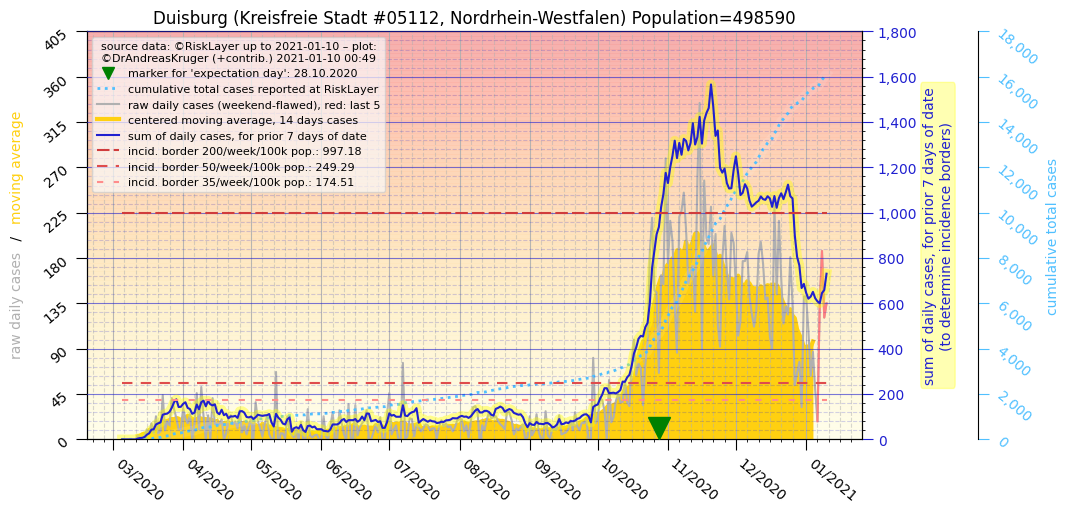 Duisburg (Kreisfreie Stadt #05112, Nordrhein-Westfalen) Population=498590
source data: ©RiskLayer up to 2021-01-10 – plot:
©DrAndreasKruger (+contrib.) 2021-01-10 00:49
marker for 'expectation day': 28.10.2020
cumulative total cases reported at RiskLayer
raw daily cases (weekend-flawed), red: last 5
centered moving average, 14 days cases
sum of daily cases, for prior 7 days of date
incid. border 200/week/100k pop.: 997.18
incid. border 50/week/100k pop.: 249.29
incid. border 35/week/100k pop.: 174.51
raw daily cases / moving average
405
360
315
270
225
180
135
90
45
0
03/2020
04/2020
05/2020
06/2020
07/2020
08/2020
09/2020
10/2020
11/2020
12/2020
01/2021
1,800
1,600
1,400
1,200
1,000
800
600
400
200
0
sum of daily cases, for prior 7 days of date
(to determine incidence borders)
18,000
16,000
14,000
12,000
10,000
8,000
6,000
4,000
2,000
0
cumulative total cases